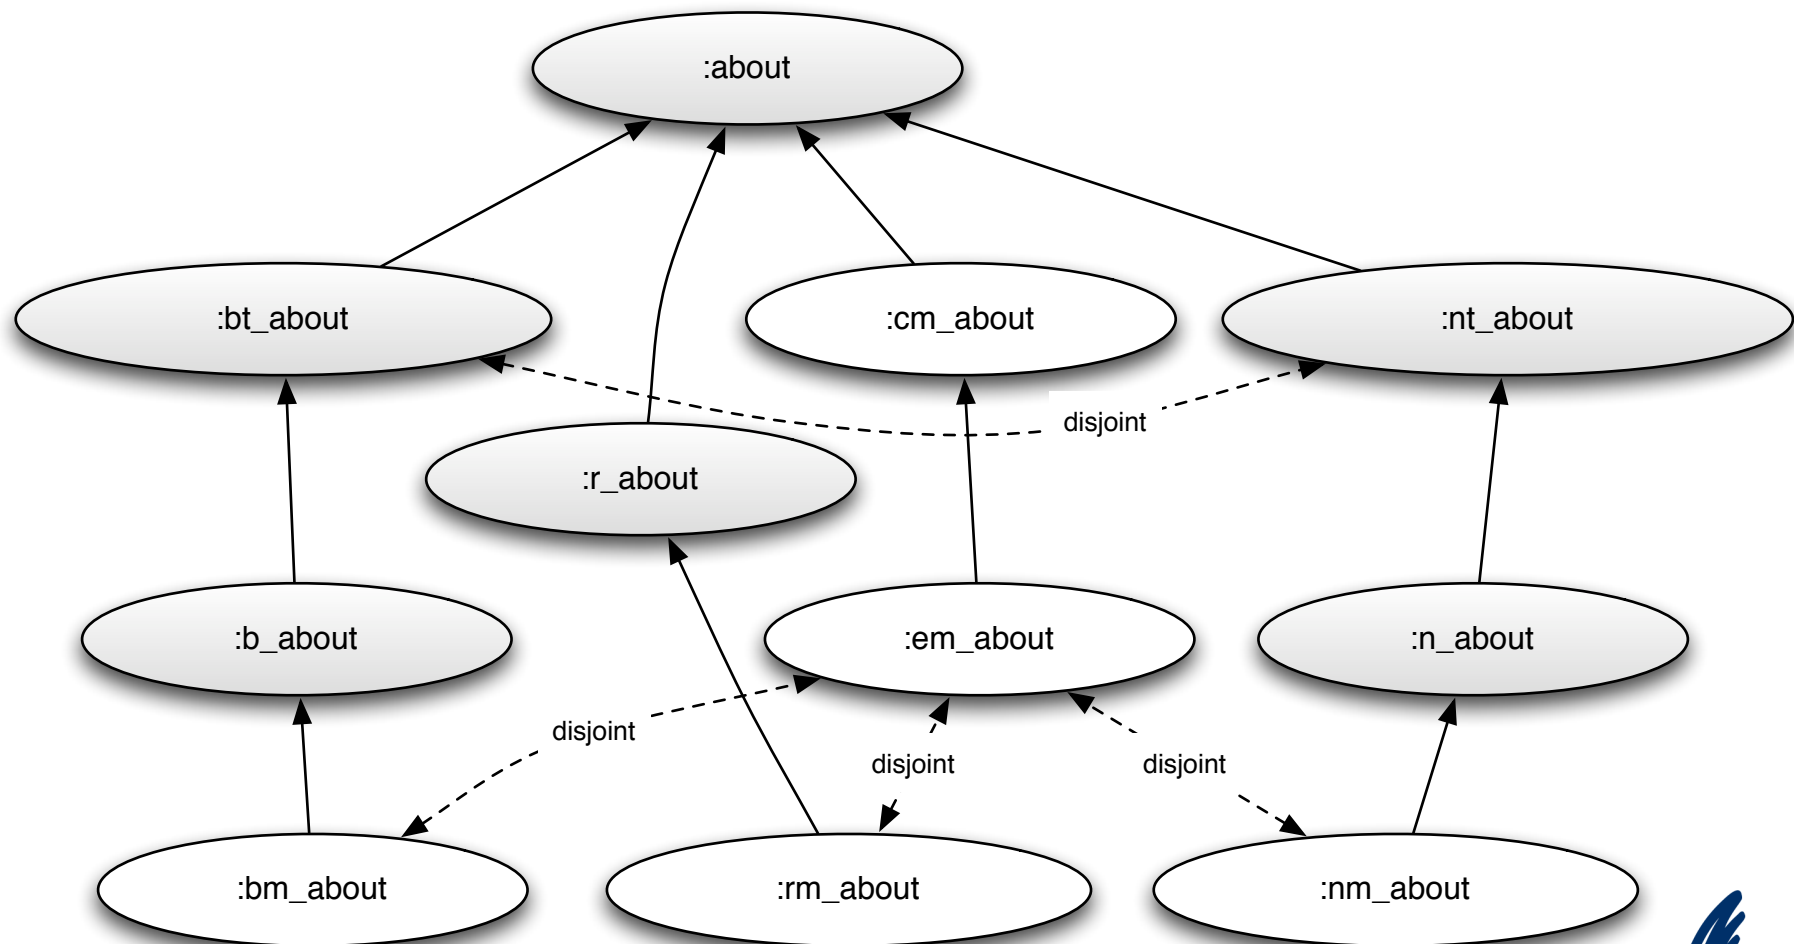 :about
:bt_about
:cm_about
:nt_about
disjoint
:r_about
:b_about
:em_about
:n_about
disjoint
disjoint
disjoint
:bm_about
:rm_about
:nm_about